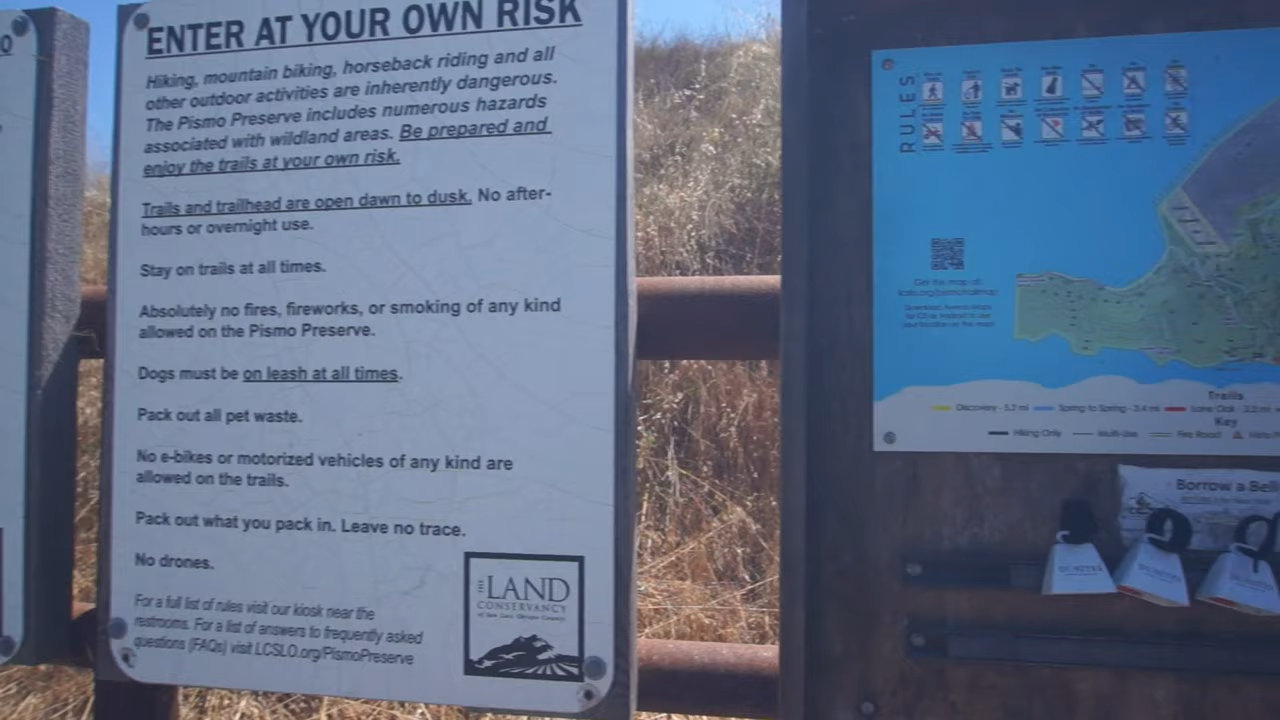 ENTER AT YOUR OWN RISK
Hiking, mountain biking, horseback riding and all
other outdoor activities are inherently dangerous.
The Pismo Preserve includes numerous hazards
associated with wildland areas. Be prepared and
enjoy the trails at your own risk.
Trails and trailhead are open dawn to dusk. No after-
hours or overnight use.
Stay on trails at all times.
Absolutely no fires, fireworks, or smoking of any kind
allowed on the Pismo Preserve.
Dogs must be on leash at all times.
Pack out all pet waste.
No e-bikes or motorized vehicles of any kind are
allowed on the trails.
Pack out what you pack in. Leave no trace.
No drones.
For a full list of rules visit our kiosk near the
restrooms. For a list of answers to frequently asked
questions (FAQs) visit LCSLO.org/PismoPreserve
THE LAND
CONSERVANCY
of San Luis Obispo County
RULES
Get this map at:
Trails
Discovery - 5.2 mi Spring to Spring - 3.4 mi Lone Oak - 2.2 mi
Key
Hiking Only Multi-Use Fire Road
Borrow a Bell